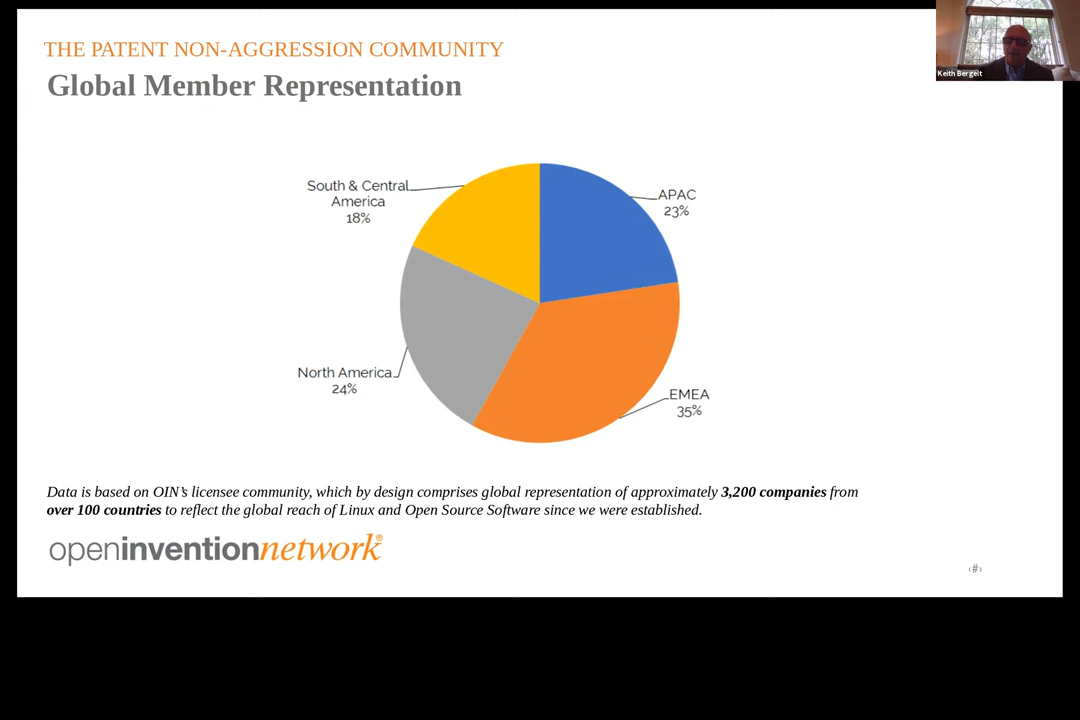 THE PATENT NON-AGGRESSION COMMUNITY
Global Member Representation
Keith Bergelt
South & Central
America
18%
APAC
23%
North America
24%
EMEA
35%
Data is based on OIN’s licensee community, which by design comprises global representation of approximately 3,200 companies from
over 100 countries to reflect the global reach of Linux and Open Source Software since we were established.
openinventionnetwork®
‹#›